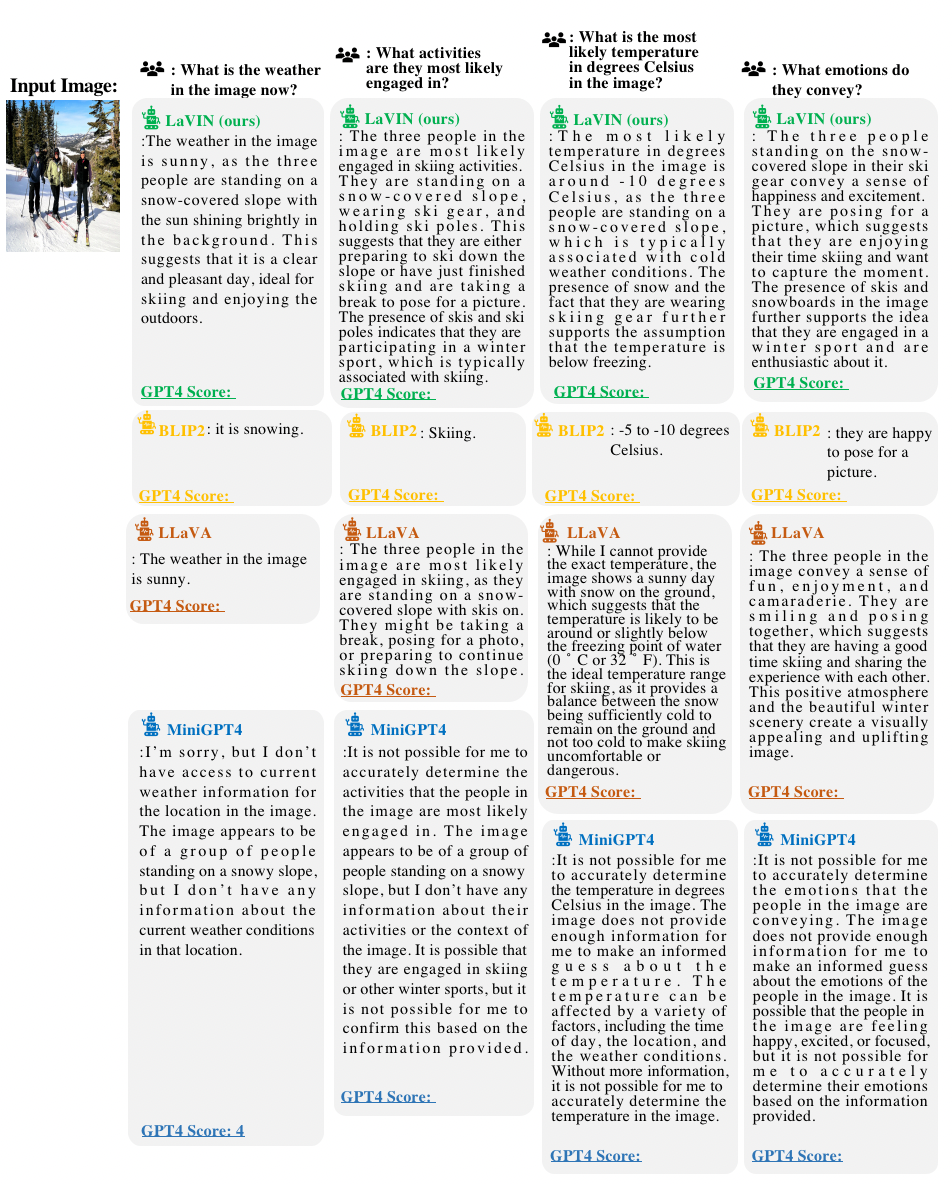 Input Image:
: What is the weather
in the image now?
LaVIN (ours)
:The weather in the image
is sunny, as the three
people are standing on a
snow-covered slope with
the sun shining brightly in
the background. This
suggests that it is a clear
and pleasant day, ideal for
skiing and enjoying the
outdoors.
GPT4 Score:
BLIP2 : it is snowing.
GPT4 Score:
LLaVA
: The weather in the image
is sunny.
GPT4 Score:
MiniGPT4
:I'm sorry, but I don't
have access to current
weather information for
the location in the image.
The image appears to be
of a group of people
standing on a snowy slope,
but I don't have any
information about the
current weather conditions
in that location.
GPT4 Score: 4
: What activities
are they most likely
engaged in?
LaVIN (ours)
: The three people in the
image are most likely
engaged in skiing activities.
They are standing on a
snow-covered slope,
wearing ski gear, and
holding ski poles. This
suggests that they are either
preparing to ski down the
slope or have just finished
skiing and are taking a
break to pose for a picture.
The presence of skis and ski
poles indicates that they are
participating in a winter
sport, which is typically
associated with skiing.
GPT4 Score:
BLIP2 : Skiing.
GPT4 Score:
LLaVA
: The three people in the
image are most likely
engaged in skiing, as they
are standing on a snow-
covered slope with skis on.
They might be taking a
break, posing for a photo,
or preparing to continue
skiing down the slope.
GPT4 Score:
MiniGPT4
:It is not possible for me to
accurately determine the
activities that the people in
the image are most likely
engaged in. The image
appears to be of a group of
people standing on a snowy
slope, but I don't have any
information about their
activities or the context of
the image. It is possible that
they are engaged in skiing
or other winter sports, but it
is not possible for me to
confirm this based on the
information provided.
GPT4 Score:
: What is the most
likely temperature
in degrees Celsius
in the image?
LaVIN (ours)
: The most likely
temperature in degrees
Celsius in the image is
around -10 degrees
Celsius, as the three
people are standing on a
snow-covered slope,
which is typically
associated with cold
weather conditions. The
presence of snow and the
fact that they are wearing
skiing gear further
supports the assumption
that the temperature is
below freezing.
GPT4 Score:
BLIP2 : -5 to -10 degrees
Celsius.
GPT4 Score:
LLaVA
: While I cannot provide
the exact temperature, the
image shows a sunny day
with snow on the ground,
which suggests that the
temperature is likely to be
around or slightly below
the freezing point of water
(0 ° C or 32 ° F). This is
the ideal temperature range
for skiing, as it provides a
balance between the snow
being sufficiently cold to
remain on the ground and
not too cold to make skiing
uncomfortable or
dangerous.
GPT4 Score:
MiniGPT4
:It is not possible for me
to accurately determine
the temperature in degrees
Celsius in the image. The
image does not provide
enough information for
me to make an informed
guess about the
temperature. The
temperature can be
affected by a variety of
factors, including the time
of day, the location, and
the weather conditions.
Without more information,
it is not possible for me to
accurately determine the
temperature in the image.
GPT4 Score:
: What emotions do
they convey?
LaVIN (ours)
: The three people
standing on the snow-
covered slope in their ski
gear convey a sense of
happiness and excitement.
They are posing for a
picture, which suggests
that they are enjoying
their time skiing and want
to capture the moment.
The presence of skis and
snowboards in the image
further supports the idea
that they are engaged in a
winter sport and are
enthusiastic about it.
GPT4 Score:
BLIP2 : they are happy
to pose for a
picture.
GPT4 Score:
LLaVA
: The three people in the
image convey a sense of
fun, enjoyment, and
camaraderie. They are
smiling and posing
together, which suggests
that they are having a good
time skiing and sharing the
experience with each other.
This positive atmosphere
and the beautiful winter
scenery create a visually
appealing and uplifting
image.
GPT4 Score:
MiniGPT4
:It is not possible for me
to accurately determine
the emotions that the
people in the image are
conveying. The image
does not provide enough
information for me to
make an informed guess
about the emotions of the
people in the image. It is
possible that the people in
the image are feeling
happy, excited, or focused,
but it is not possible for
me to accurately
determine their emotions
based on the information
provided.
GPT4 Score: